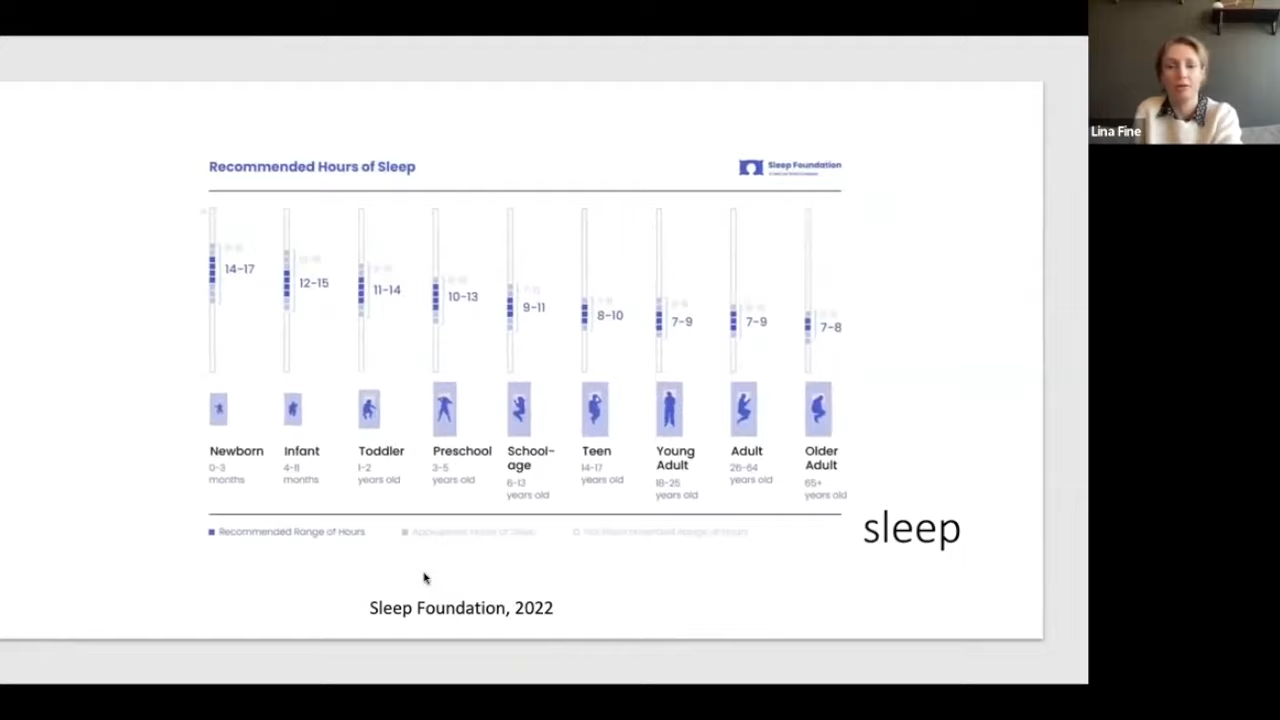 Lina Fine
Recommended Hours of Sleep
Sleep Foundation
14-17
12-15
11-14
10-13
9-11
8-10
7-9
7-9
7-8
Newborn
0-3
months
Infant
4-11
months
Toddler
1-2
years old
Preschool
3-5
years old
School-
age
6-13
years old
Teen
14-17
years old
Young
Adult
18-25
years old
Adult
26-64
years old
Older
Adult
65+
years old
Recommended Range of Hours
sleep
Sleep Foundation, 2022